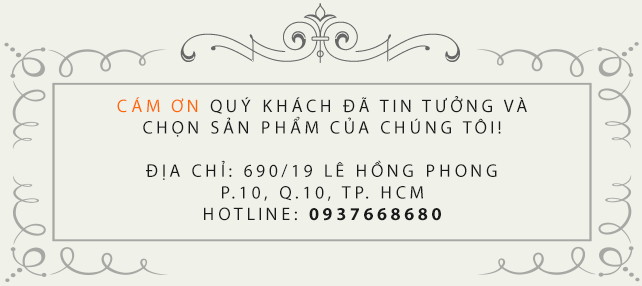 CÁM ƠN QUÝ KHÁCH ĐÃ TIN TƯỞNG VÀ
CHỌN SẢN PHẨM CỦA CHÚNG TÔI!
ĐỊA CHỈ: 690/19 LÊ HỒNG PHONG
P.10, Q.10, TP. HCM
HOTLINE: 0937668680